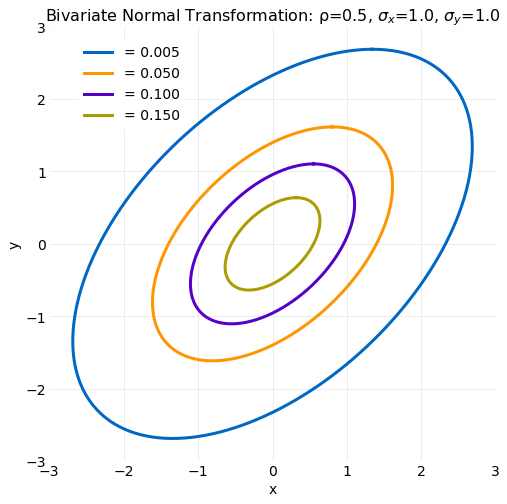 Bivariate Normal Transformation: ρ=0.5, σₓ=1.0, σᵧ=1.0
= 0.005
= 0.050
= 0.100
= 0.150
3
2
1
0
−1
−2
−3
y
−3 −2 −1 0 1 2 3
x